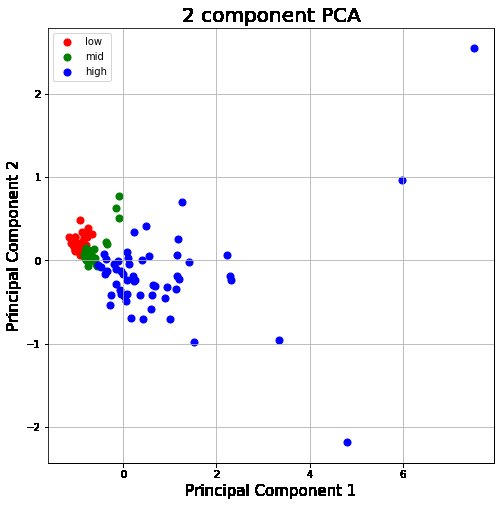 2 component PCA
low
mid
high
2
1
0
−1
−2
Principal Component 2
0
2
4
6
Principal Component 1